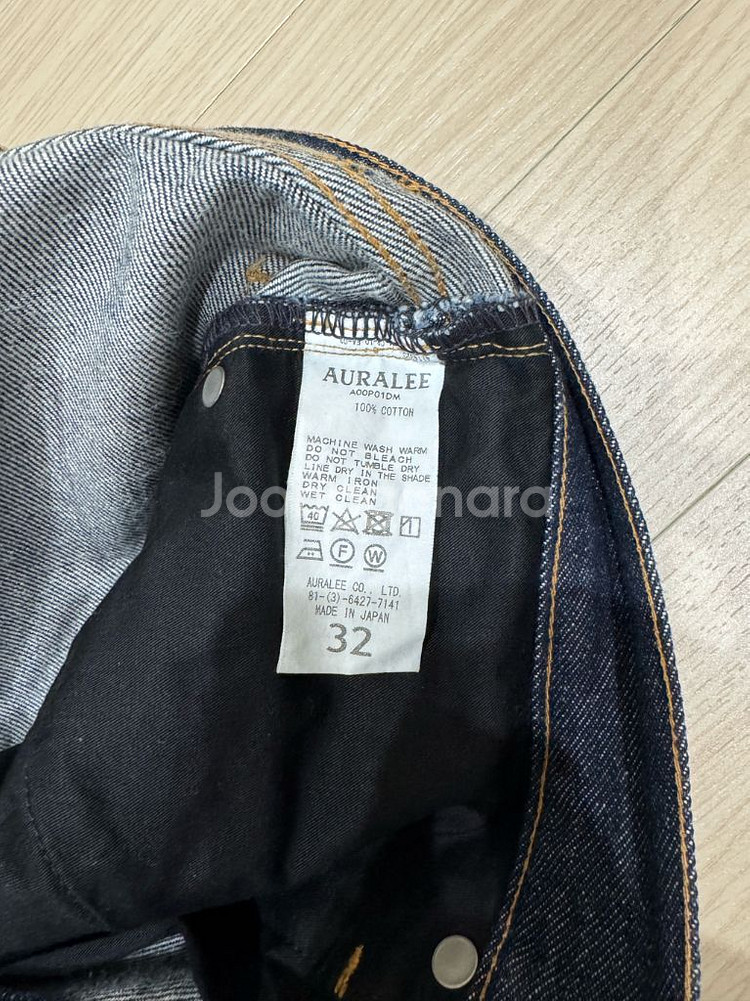 AURALEE
A00P01DM
100% COTTON
MACHINE WASH WARM
DO NOT BLEACH
DO NOT TUMBLE DRY
LINE DRY IN THE SHADE
WARM IRON
DRY CLEAN
WET CLEAN
40
F W
AURALEE CO., LTD.
81-(3)-6427-7141
MADE IN JAPAN
32